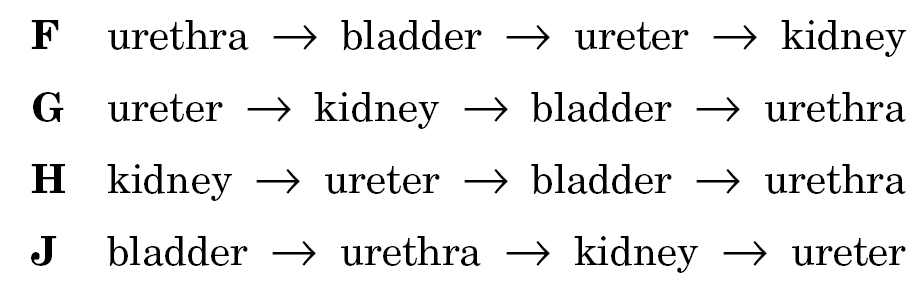 F urethra → bladder → ureter → kidney
G ureter → kidney → bladder → urethra
H kidney → ureter → bladder → urethra
J bladder → urethra → kidney → ureter